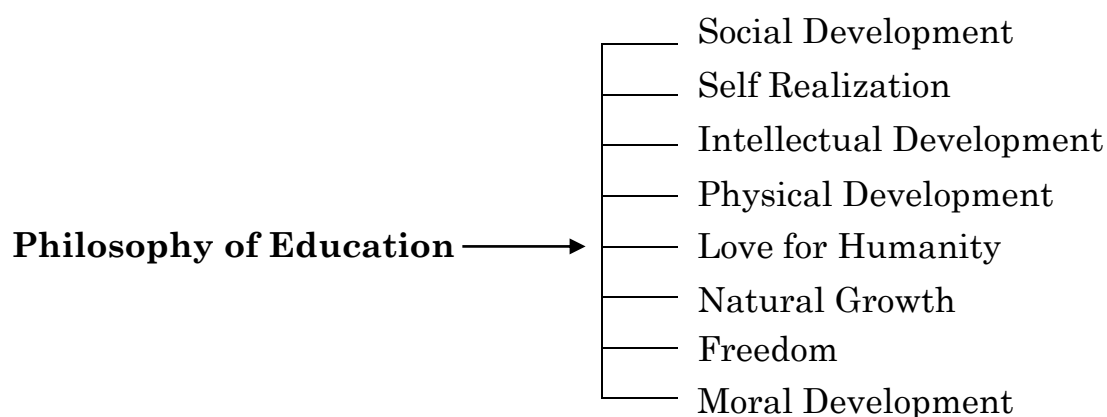 Social Development
Self Realization
Intellectual Development
Physical Development
Philosophy of Education
Love for Humanity
Natural Growth
Freedom
Moral Development